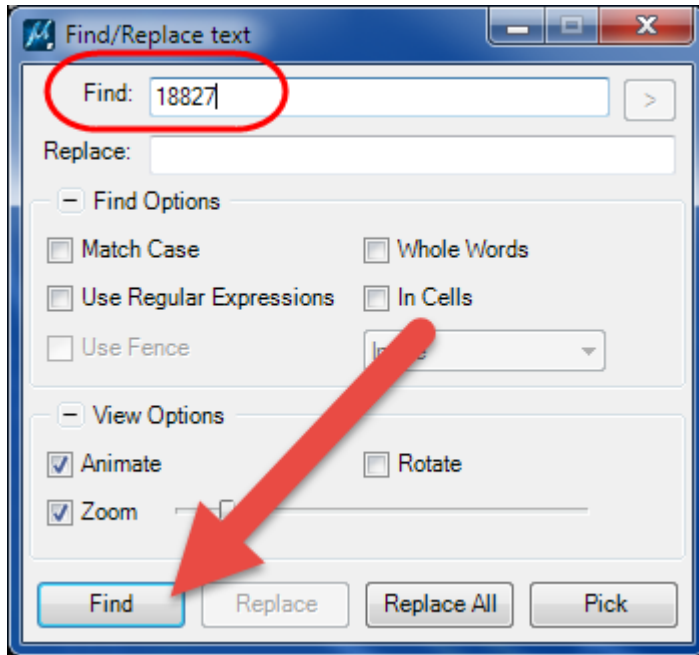 Find/Replace text
Find: 18827 >
Replace:
Find Options
Match Case Whole Words
Use Regular Expressions In Cells
Use Fence
View Options
Animate Rotate
Zoom
Find Replace Replace All Pick